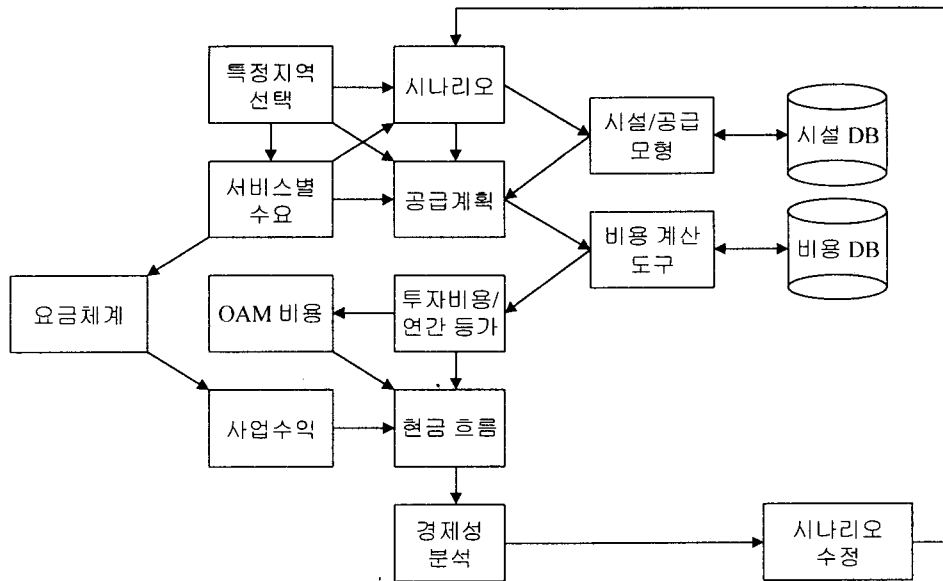 특정지역
선택
시나리오
시설/공급
모형
시설 DB
서비스별
수요
공급계획
비용 계산
도구
비용 DB
요금체계
OAM 비용
투자비용/
연간 등가
사업수익
현금 흐름
경제성
분석
시나리오
수정